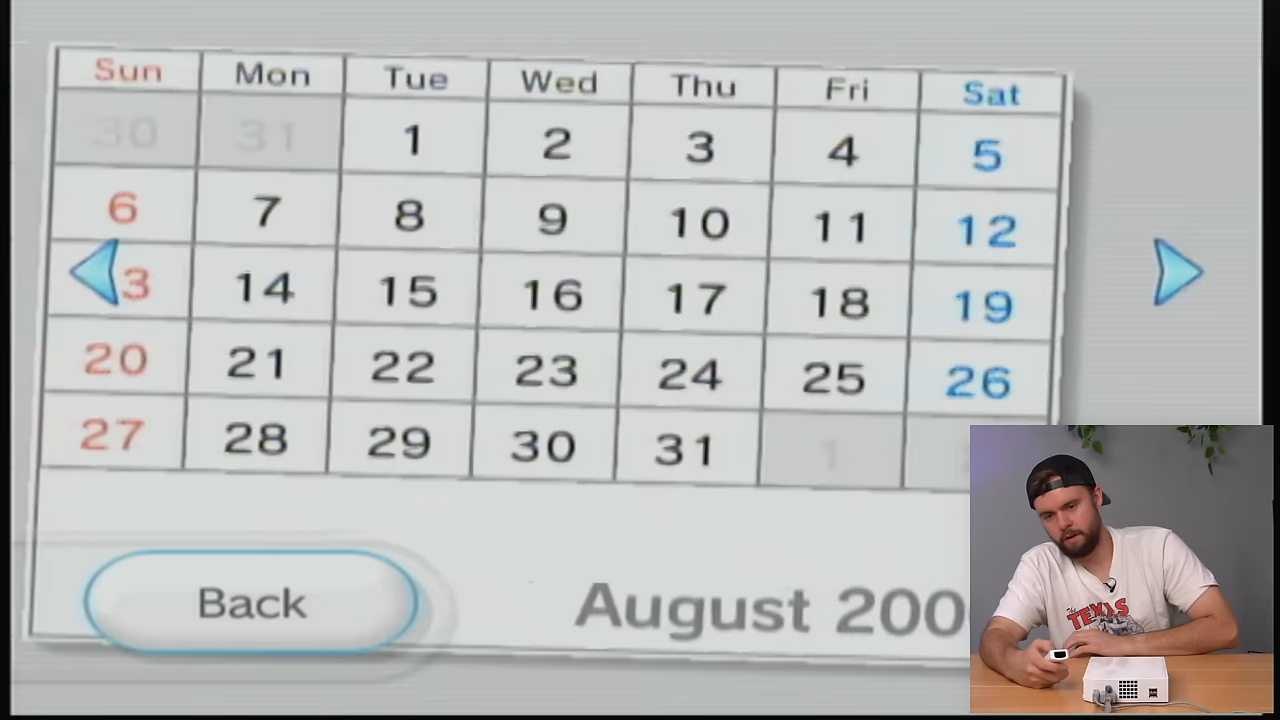 Sun Mon Tue Wed Thu Fri Sat
30 31 1 2 3 4 5
6 7 8 9 10 11 12
3 14 15 16 17 18 19
20 21 22 23 24 25 26
27 28 29 30 31 1
Back
August 200
The
TEXAS